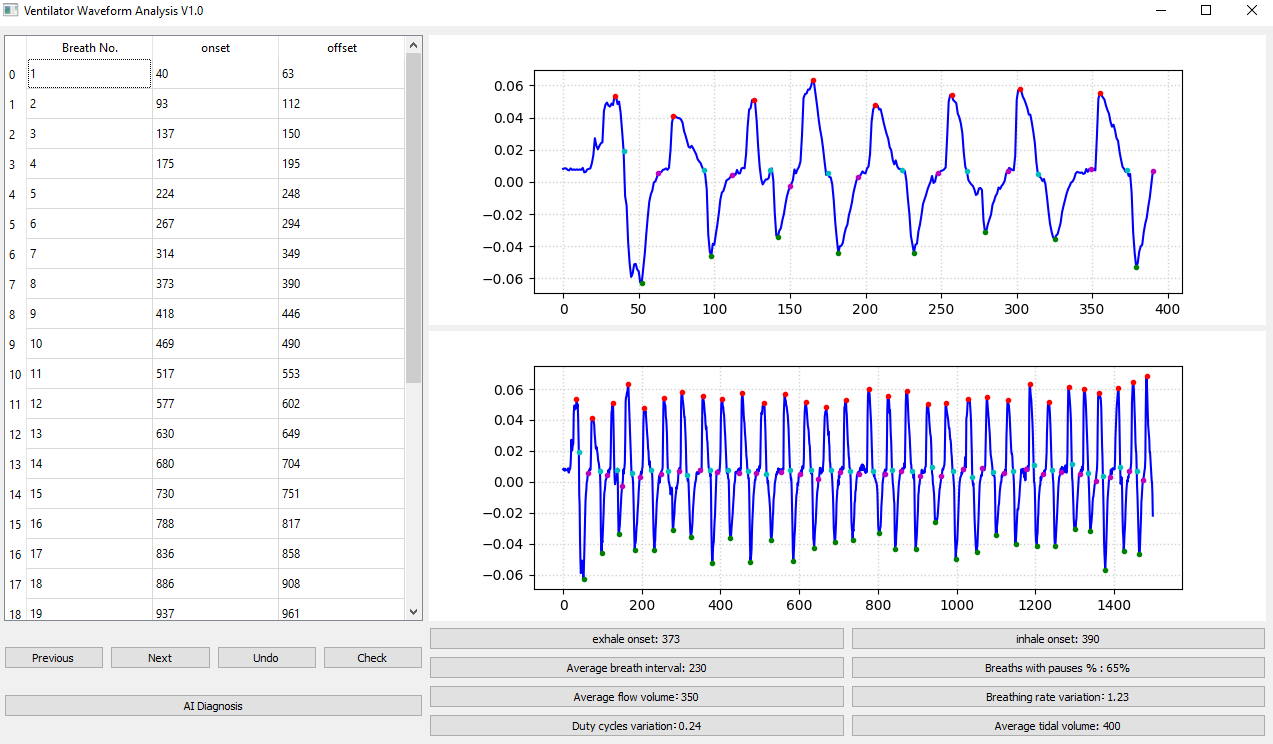 Ventilator Waveform Analysis V1.0
Breath No. onset offset
0 1 40 63
1 2 93 112
2 3 137 150
3 4 175 195
4 5 224 248
5 6 267 294
6 7 314 349
7 8 373 390
8 9 418 446
9 10 469 490
10 11 517 553
11 12 577 602
12 13 630 649
13 14 680 704
14 15 730 751
15 16 788 817
16 17 836 858
17 18 886 908
18 19 937 961
0.06
0.04
0.02
0.00
−0.02
−0.04
−0.06
0 50 100 150 200 250 300 350 400
0.06
0.04
0.02
0.00
−0.02
−0.04
−0.06
0 200 400 600 800 1000 1200 1400
Previous Next Undo Check
AI Diagnosis
exhale onset: 373 inhale onset: 390
Average breath interval: 230 Breaths with pauses % : 65%
Average flow volume: 350 Breathing rate variation: 1.23
Duty cycles variation: 0.24 Average tidal volume: 400